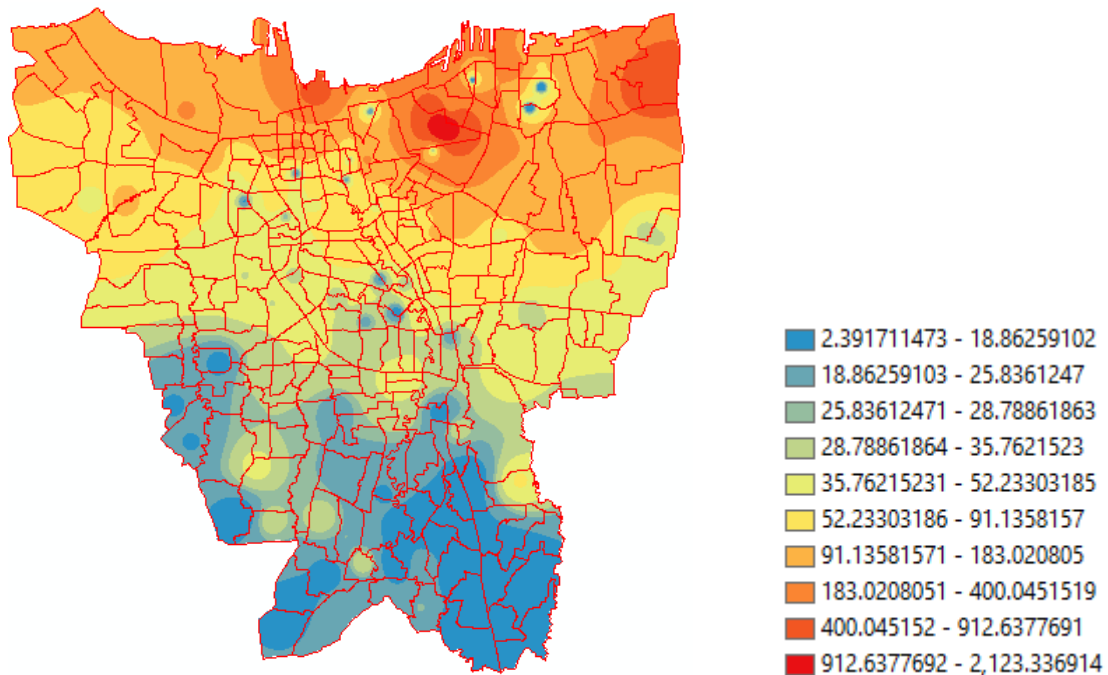 2.391711473 - 18.86259102
18.86259103 - 25.8361247
25.83612471 - 28.78861863
28.78861864 - 35.7621523
35.76215231 - 52.23303185
52.23303186 - 91.1358157
91.13581571 - 183.020805
183.0208051 - 400.0451519
400.045152 - 912.6377691
912.6377692 - 2,123.336914